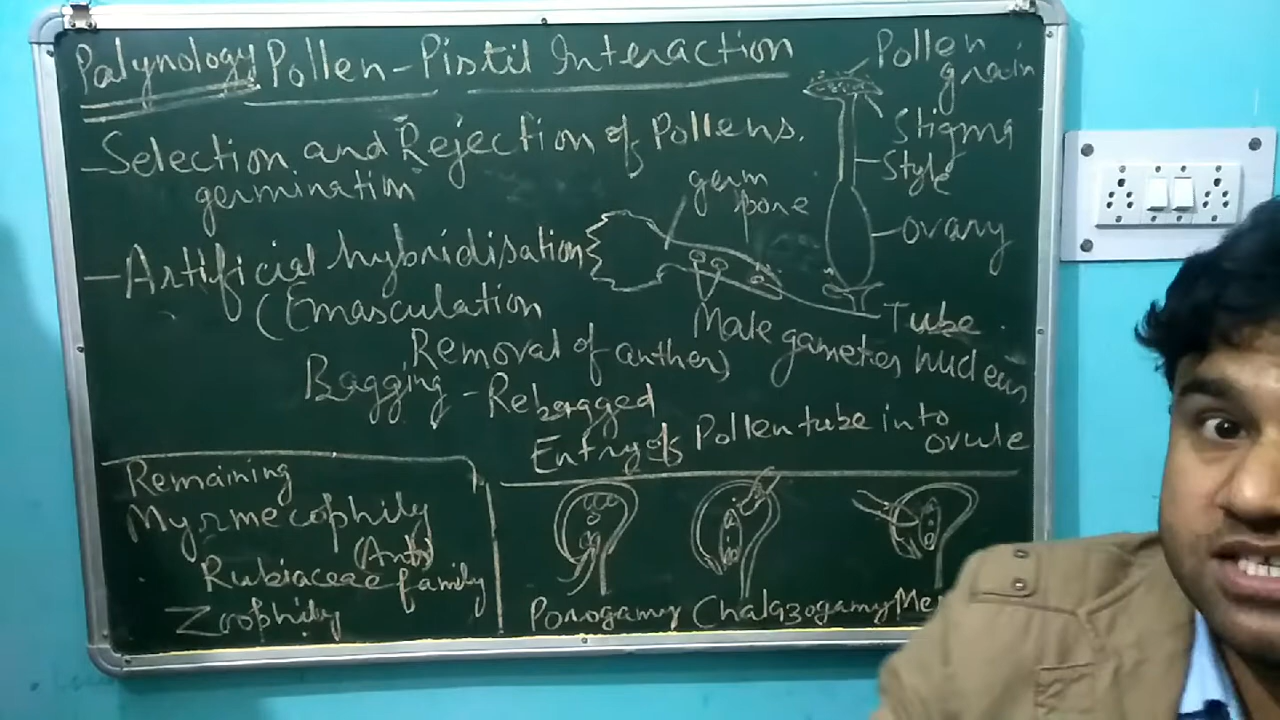 Palynology Pollen-Pistil Interaction
- Selection and Rejection of Pollens.
germination
- Artificial hybridisation
(Emasculation
Removal of anthers)
Bagging - Rebagged
Pollen
grain
Stigma
Style
ovary
germ
pore
Tube
Male gametes nucleus
Entry of Pollen tube into
ovule
Remaining
Myrmecophily
(Ants)
Rubiaceae family
Zoophily
Porogamy Chalazogamy Me